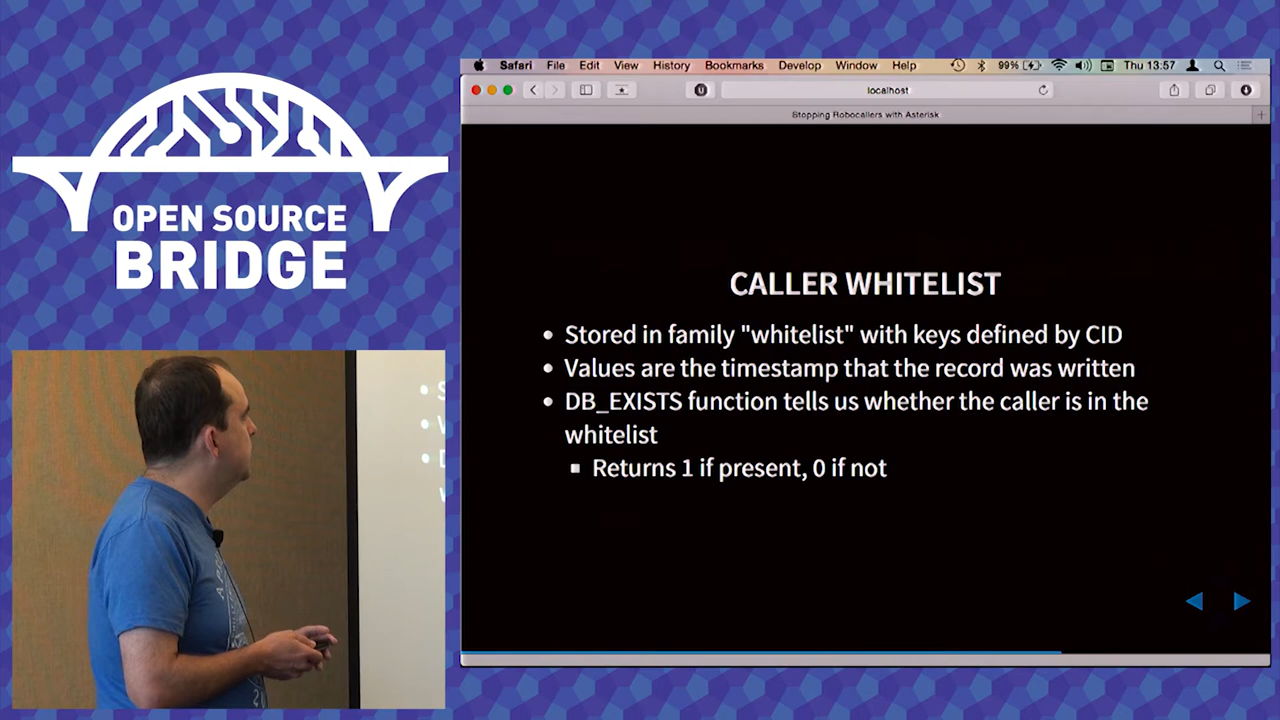 OPEN SOURCE
BRIDGE
Safari File Edit View History Bookmarks Develop Window Help 99% Thu 13:57
localhost
Stopping Robocallers with Asterisk
CALLER WHITELIST
• Stored in family "whitelist" with keys defined by CID
• Values are the timestamp that the record was written
• DB_EXISTS function tells us whether the caller is in the
whitelist
▪ Returns 1 if present, 0 if not